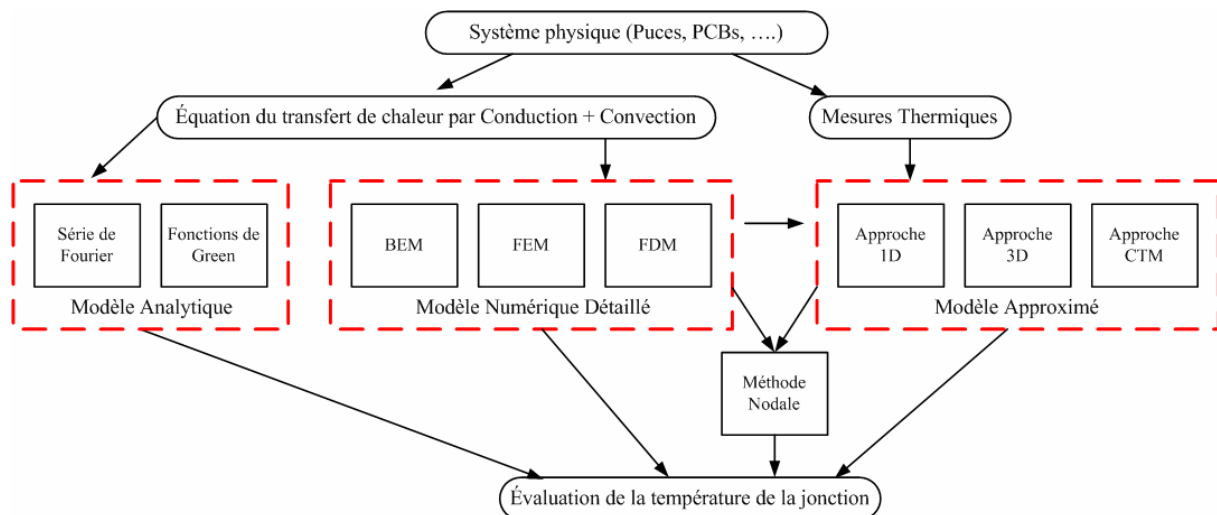 Système physique (Puces, PCBs, ....)
Équation du transfert de chaleur par Conduction + Convection
Mesures Thermiques
Série de
Fourier
Fonctions de
Green
Modèle Analytique
BEM
FEM
FDM
Modèle Numérique Détaillé
Approche
1D
Approche
3D
Approche
CTM
Modèle Approximé
Méthode
Nodale
Évaluation de la température de la jonction